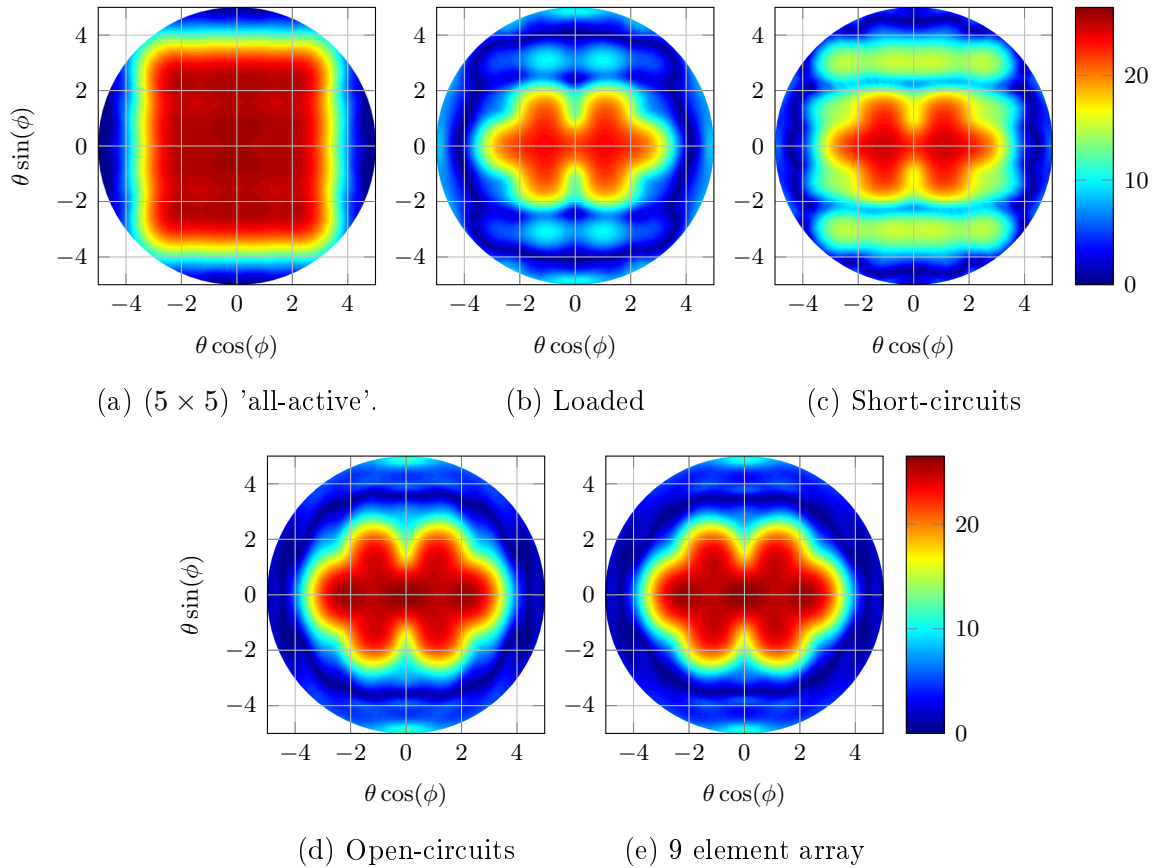 4
2
0
−2
−4
θ sin(ϕ)
−4 −2 0 2 4
θ cos(ϕ)
(a) (5 × 5) 'all-active'.
4
2
0
−2
−4
−4 −2 0 2 4
θ cos(ϕ)
(b) Loaded
4
2
0
−2
−4
−4 −2 0 2 4
θ cos(ϕ)
(c) Short-circuits
20
10
0
4
2
0
−2
−4
θ sin(ϕ)
−4 −2 0 2 4
θ cos(ϕ)
(d) Open-circuits
4
2
0
−2
−4
−4 −2 0 2 4
θ cos(ϕ)
(e) 9 element array
20
10
0